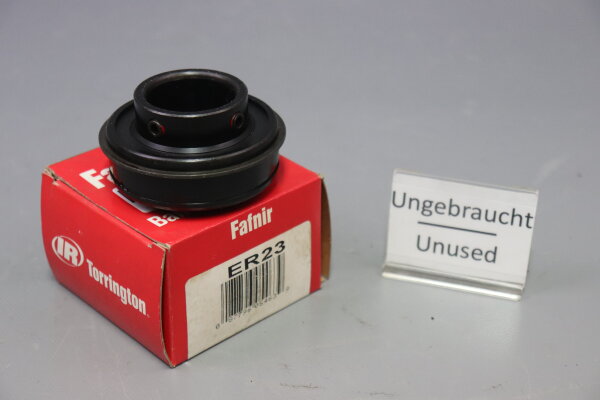 Fafnir
ER23
IR
Torrington
Ungebraucht
Unused